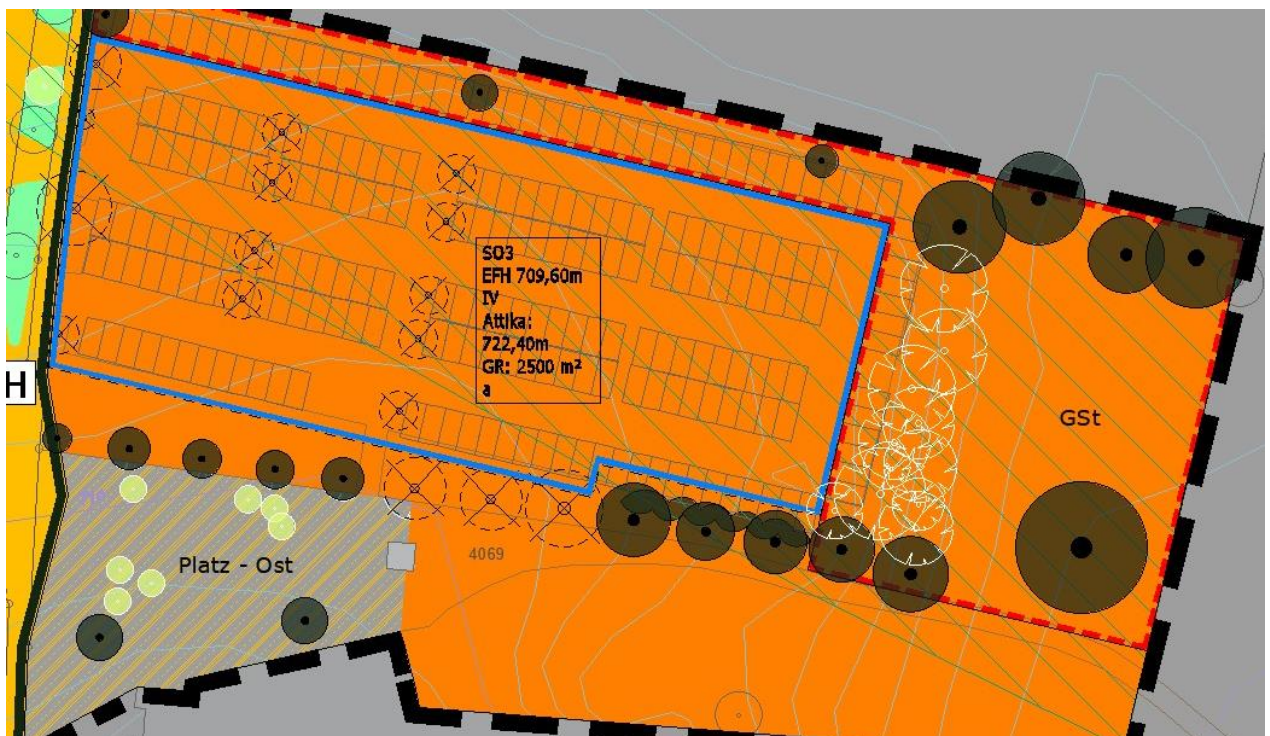 SO3
EFH 709,60m
IV
Attika:
722,40m
GR: 2500 m²
a
H
GSt
Platz - Ost
4069